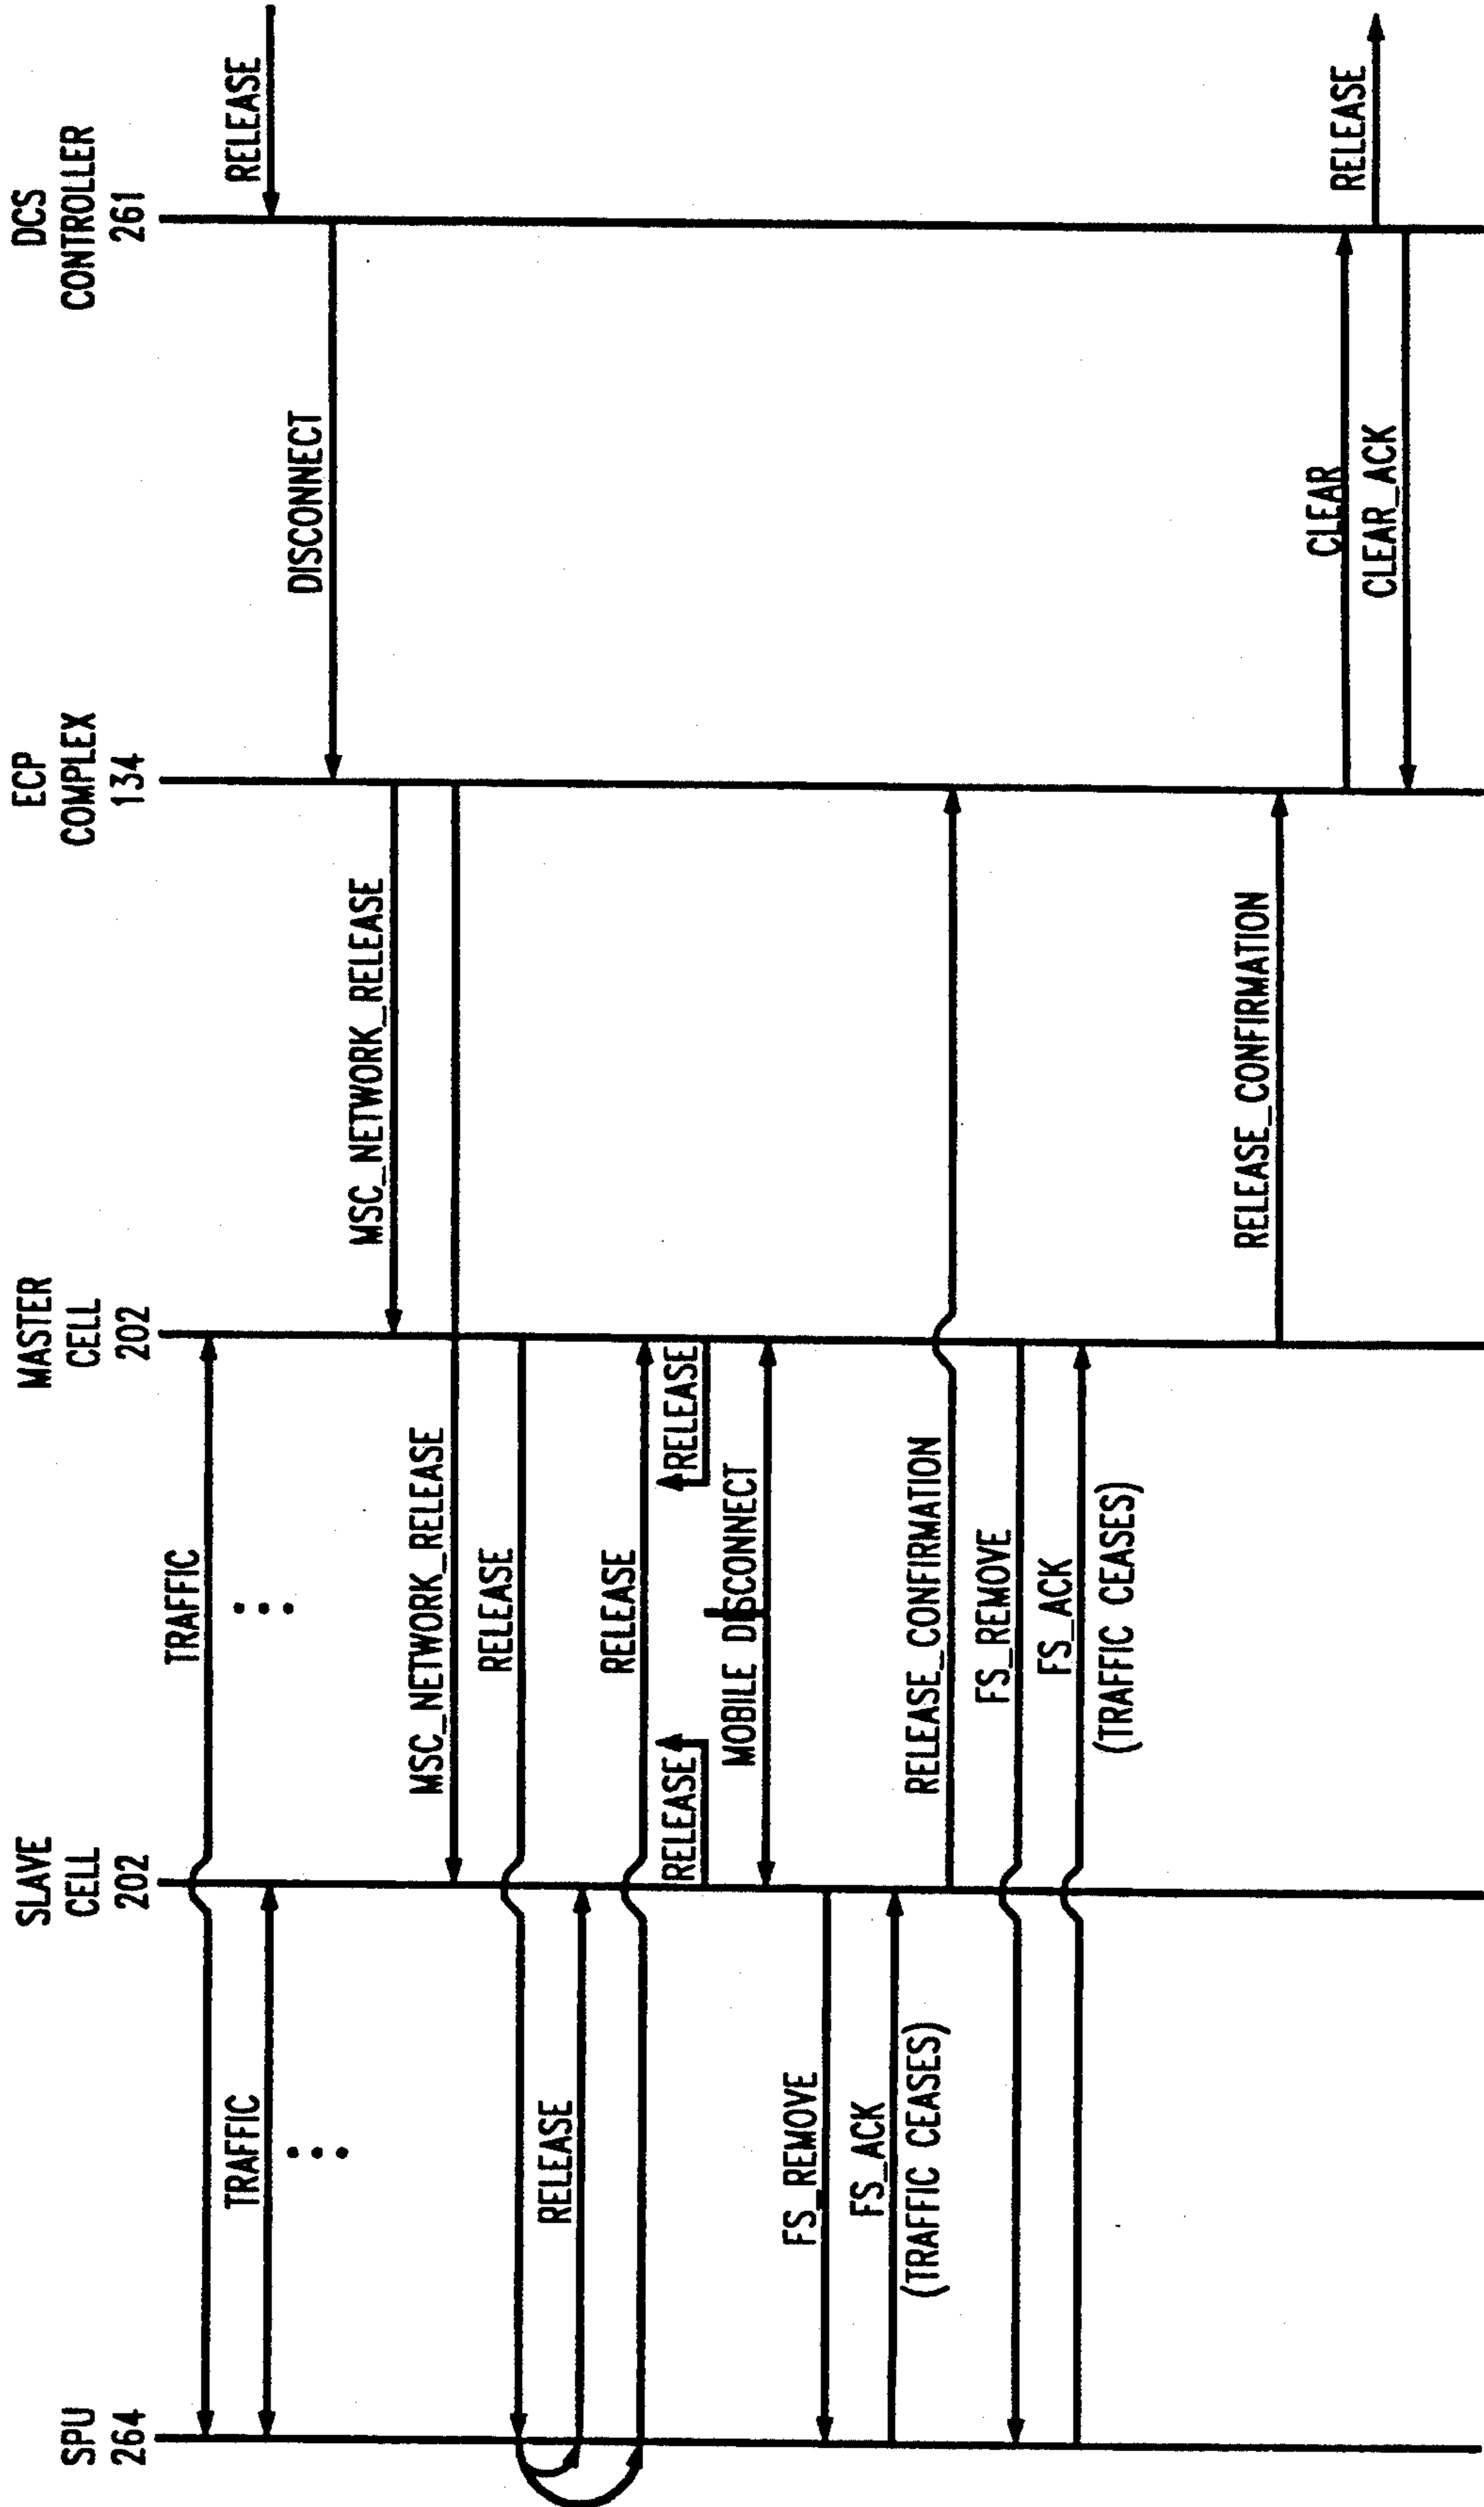 SPU
264
SLAVE
CELL
202
MASTER
CELL
202
ECP
COMPLEX
134
DCS
CONTROLLER
261
TRAFFIC
TRAFFIC
RELEASE
DISCONNECT
MSC_NETWORK_RELEASE
MSC_NETWORK_RELEASE
RELEASE
RELEASE
RELEASE
RELEASE
RELEASE
MOBILE DISCONNECT
FS_REMOVE
FS_ACK
(TRAFFIC CEASES)
RELEASE_CONFIRMATION
FS_REMOVE
FS_ACK
(TRAFFIC CEASES)
RELEASE_CONFIRMATION
CLEAR
RELEASE
CLEAR_ACK